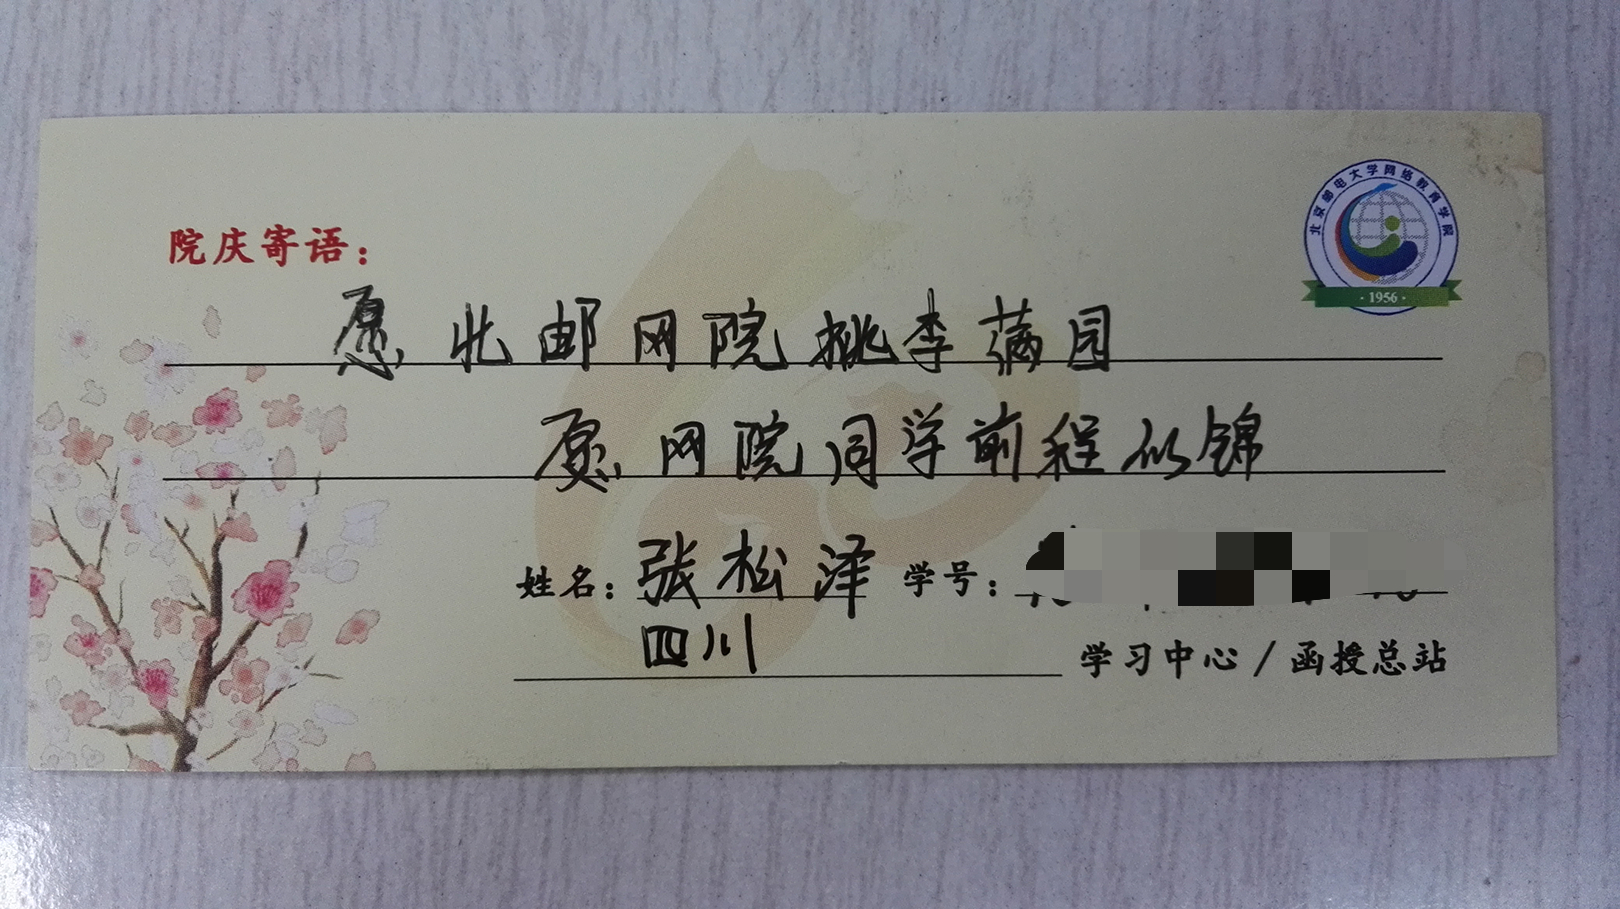 北京邮电大学网络教育学院
·1956·
院庆寄语：
愿北邮网院桃李满园
愿网院同学前程似锦
姓名：张松泽 学号：
四川 学习中心/函授总站